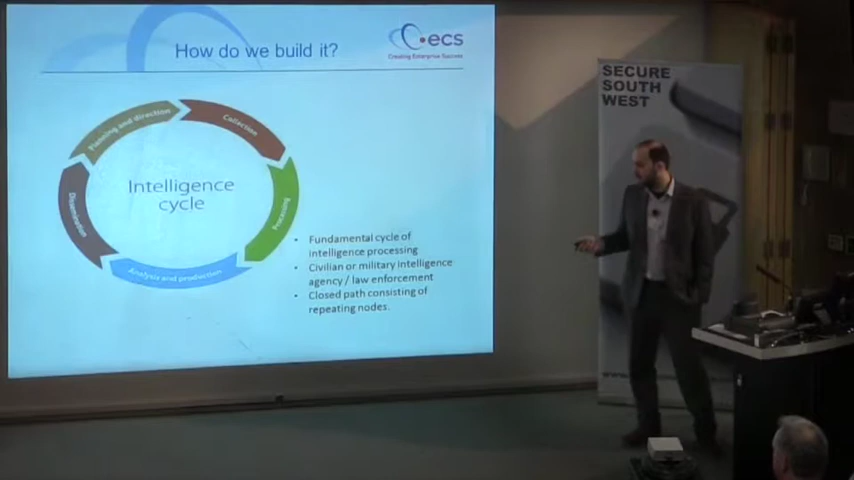 How do we build it?
ecs
Creating Enterprise Success
SECURE
SOUTH
WEST
Planning and direction
Collection
Processing
Analysis and production
Dissemination
Intelligence
cycle
• Fundamental cycle of
intelligence processing
• Civilian or military intelligence
agency / law enforcement
• Closed path consisting of
repeating nodes.